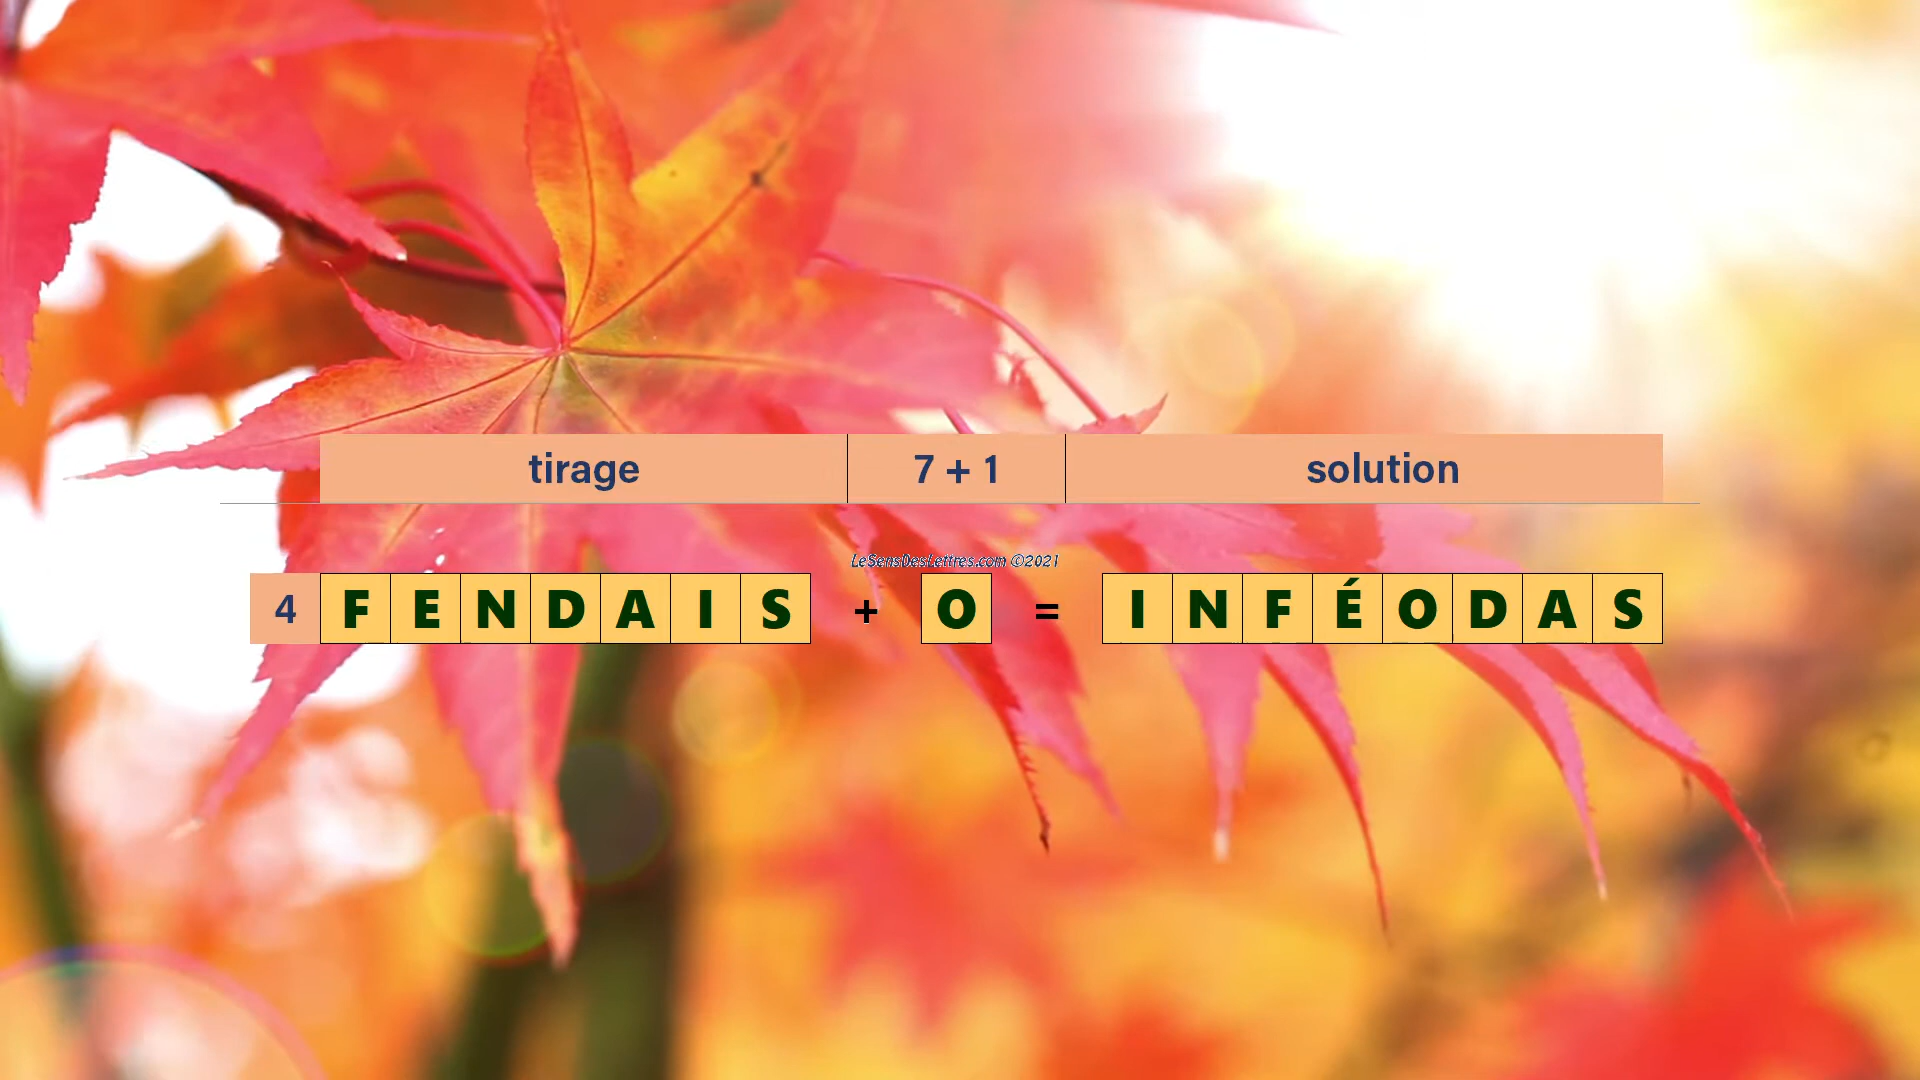 tirage 7 + 1 solution
LeSensDesLettres.com ©2021
4 FENDAIS + O = INFÉODAS